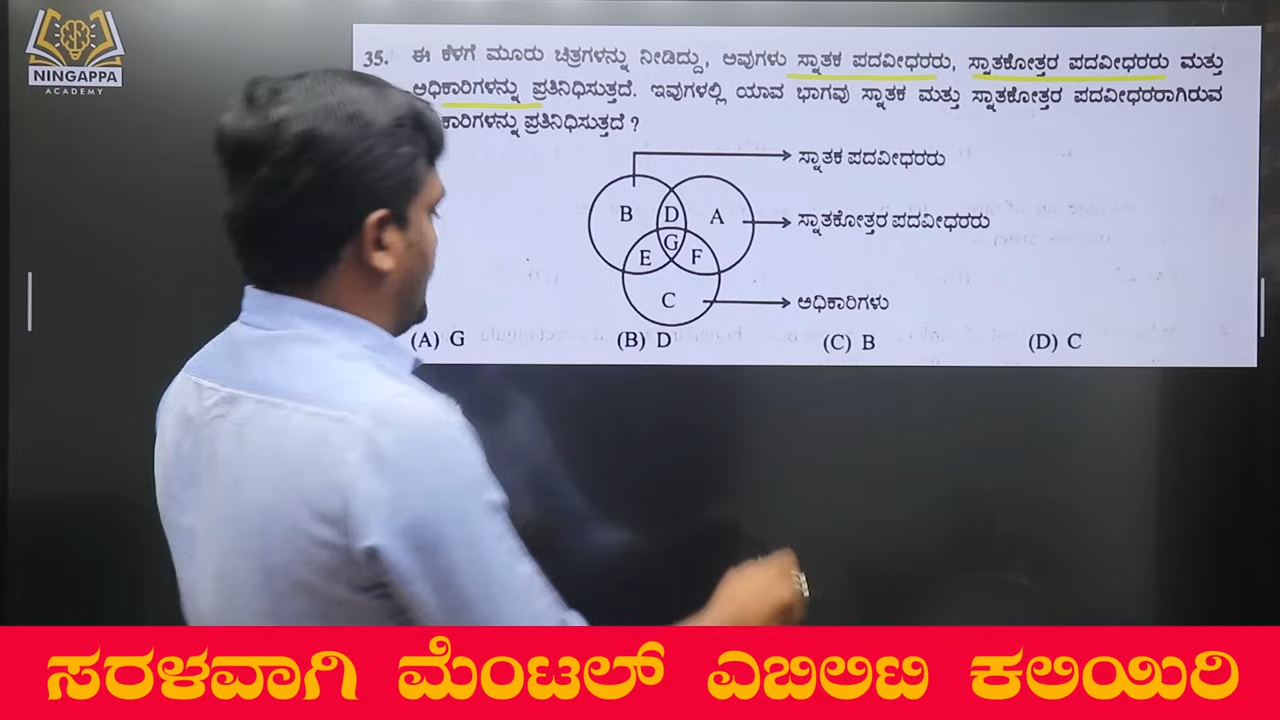 NINGAPPA
ACADEMY
35. ಈ ಕೆಳಗೆ ಮೂರು ಚಿತ್ರಗಳನ್ನು ನೀಡಿದ್ದು, ಅವುಗಳು ಸ್ನಾತಕ ಪದವೀಧರರು, ಸ್ನಾತಕೋತ್ತರ ಪದವೀಧರರು ಮತ್ತು
ಅಧಿಕಾರಿಗಳನ್ನು ಪ್ರತಿನಿಧಿಸುತ್ತದೆ. ಇವುಗಳಲ್ಲಿ ಯಾವ ಭಾಗವು ಸ್ನಾತಕ ಮತ್ತು ಸ್ನಾತಕೋತ್ತರ ಪದವೀಧರರಾಗಿರುವ
ಕಾರಿಗಳನ್ನು ಪ್ರತಿನಿಧಿಸುತ್ತದೆ ?
ಸ್ನಾತಕ ಪದವೀಧರರು
B D A
ಸ್ನಾತಕೋತ್ತರ ಪದವೀಧರರು
G
E F
C
ಅಧಿಕಾರಿಗಳು
(A) G (B) D (C) B (D) C
ಸರಳವಾಗಿ ಮೆಂಟಲ್ ಎಬಿಲಿಟಿ ಕಲಿಯಿರಿ